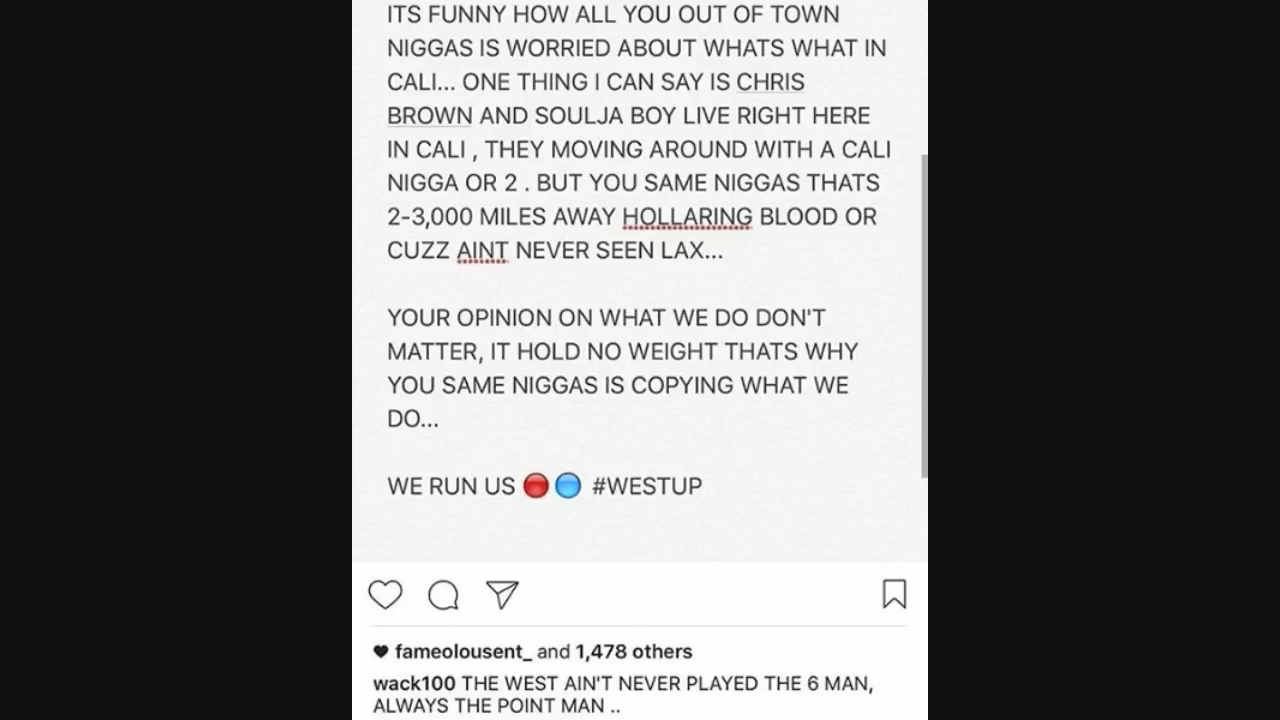 ITS FUNNY HOW ALL YOU OUT OF TOWN
NIGGAS IS WORRIED ABOUT WHATS WHAT IN
CALI... ONE THING I CAN SAY IS CHRIS
BROWN AND SOULJA BOY LIVE RIGHT HERE
IN CALI , THEY MOVING AROUND WITH A CALI
NIGGA OR 2 . BUT YOU SAME NIGGAS THATS
2-3,000 MILES AWAY HOLLARING BLOOD OR
CUZZ AINT NEVER SEEN LAX...
YOUR OPINION ON WHAT WE DO DON'T
MATTER, IT HOLD NO WEIGHT THATS WHY
YOU SAME NIGGAS IS COPYING WHAT WE
DO...
WE RUN US 🔴🔵 #WESTUP
fameolousent_ and 1,478 others
wack100 THE WEST AIN'T NEVER PLAYED THE 6 MAN,
ALWAYS THE POINT MAN ..